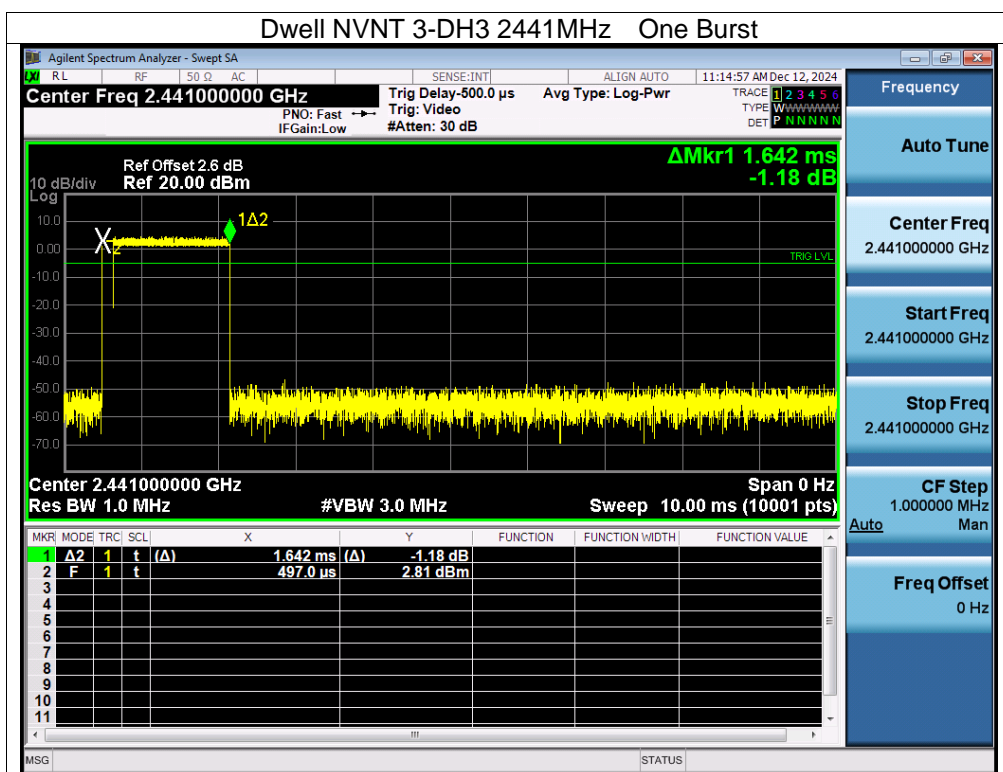 Dwell NVNT 3-DH3 2441MHz One Burst
Agilent Spectrum Analyzer - Swept SA
LXI RL RF 50 Ω AC SENSE:INT ALIGN AUTO 11:14:57 AM Dec 12, 2024
Center Freq 2.441000000 GHz Trig Delay-500.0 µs Avg Type: Log-Pwr TRACE 1 2 3 4 5 6
PNO: Fast Trig: Video TYPE WWWWWWW
IFGain:Low #Atten: 30 dB DET P N N N N N
ΔMkr1 1.642 ms
-1.18 dB
Ref Offset 2.6 dB
10 dB/div Ref 20.00 dBm
Log
10.0
1Δ2
X2
0.00
TRIG LVL
-10.0
-20.0
-30.0
-40.0
-50.0
-60.0
-70.0
Center 2.441000000 GHz Span 0 Hz
Res BW 1.0 MHz #VBW 3.0 MHz Sweep 10.00 ms (10001 pts)
MKR MODE TRC SCL X Y FUNCTION FUNCTION WIDTH FUNCTION VALUE
1 Δ2 1 t (Δ) 1.642 ms (Δ) -1.18 dB
2 F 1 t 497.0 µs 2.81 dBm
3
4
5
6
7
8
9
10
11
MSG STATUS
Frequency
Auto Tune
Center Freq
2.441000000 GHz
Start Freq
2.441000000 GHz
Stop Freq
2.441000000 GHz
CF Step
1.000000 MHz
Auto Man
Freq Offset
0 Hz